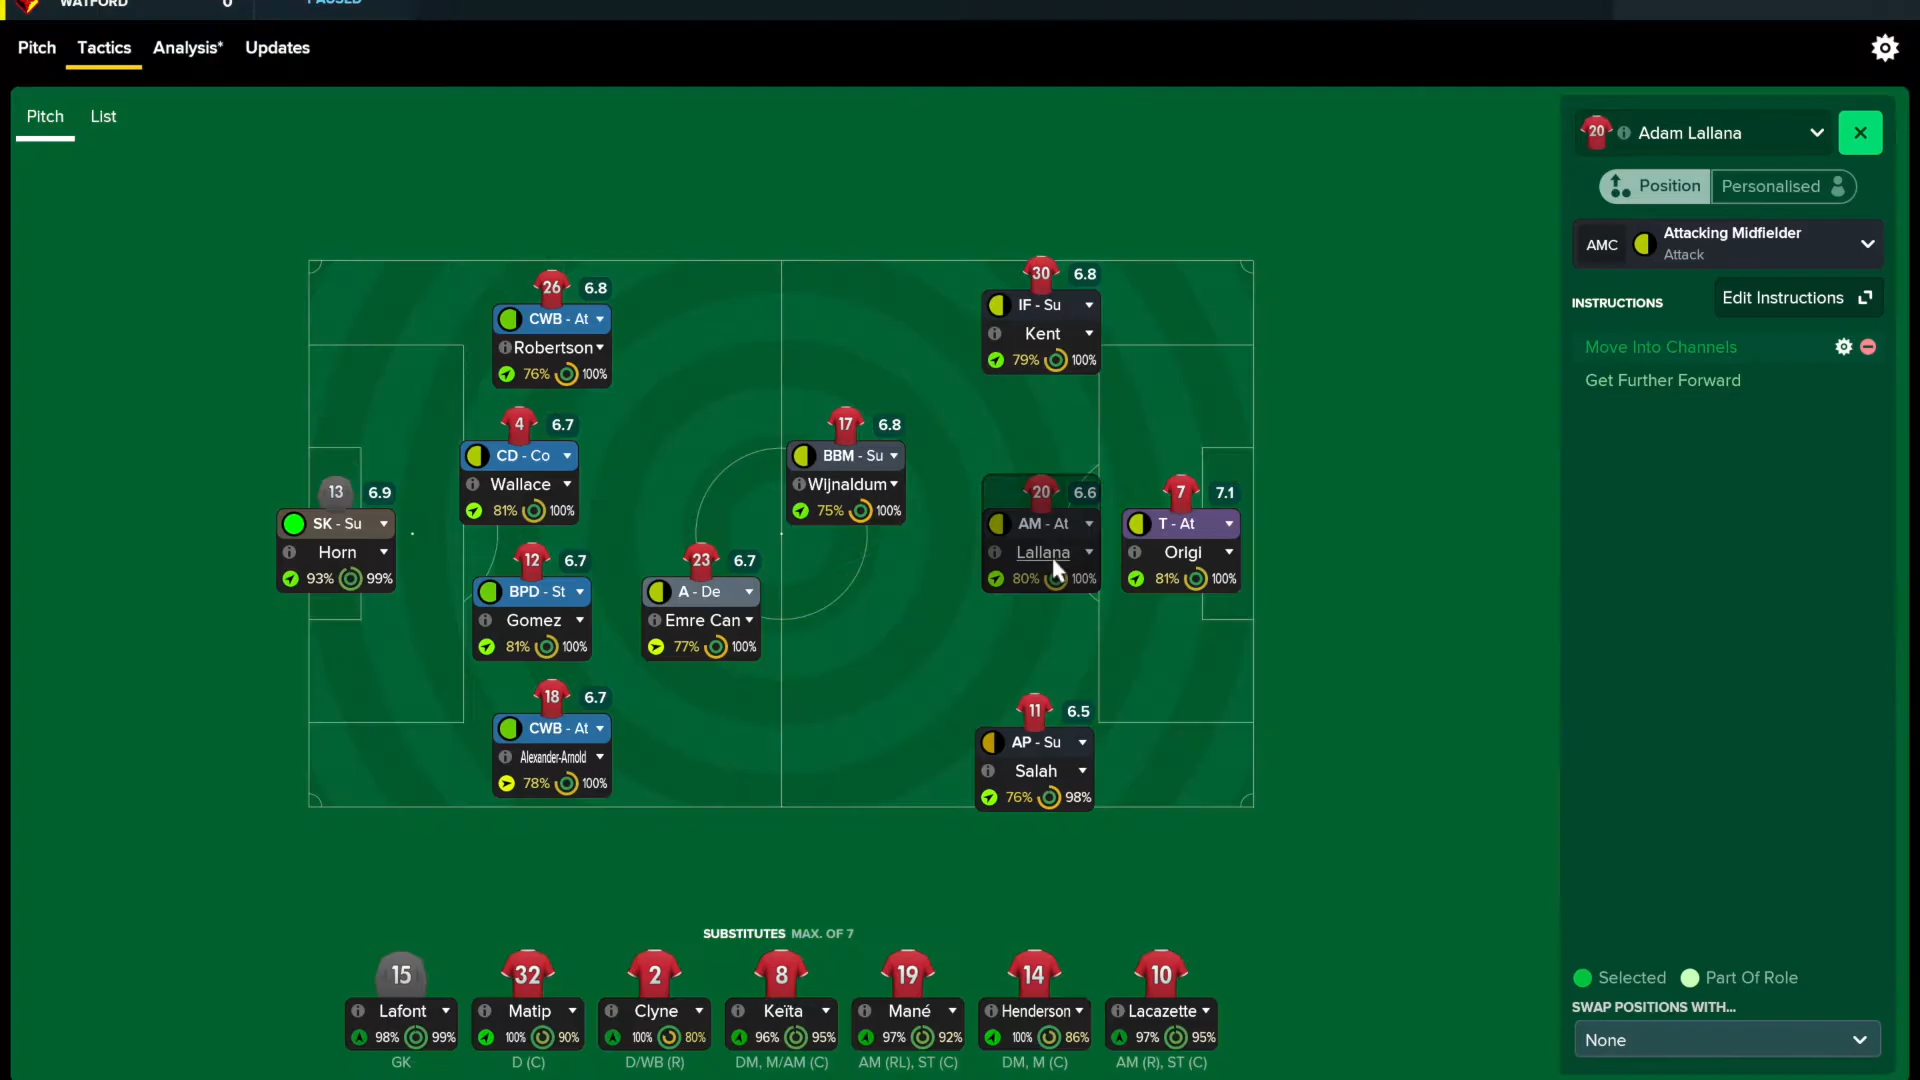 WATFORD 0 PAUSED
Pitch Tactics Analysis* Updates
Pitch List
20 Adam Lallana
Position Personalised
AMC Attacking Midfielder
Attack
INSTRUCTIONS Edit Instructions
Move Into Channels
Get Further Forward
26 6.8
CWB - At
Robertson
76% 100%
30 6.8
IF - Su
Kent
79% 100%
4 6.7
CD - Co
Wallace
81% 100%
17 6.8
BBM - Su
Wijnaldum
75% 100%
13 6.9
SK - Su
Horn
93% 99%
20 6.6
AM - At
Lallana
80% 100%
7 7.1
T - At
Origi
81% 100%
12 6.7
BPD - St
Gomez
81% 100%
23 6.7
A - De
Emre Can
77% 100%
18 6.7
CWB - At
Alexander-Arnold
78% 100%
11 6.5
AP - Su
Salah
76% 98%
SUBSTITUTES MAX. OF 7
15 32 2 8 19 14 10
Lafont Matip Clyne Keïta Mané Henderson Lacazette
98% 99% 100% 90% 100% 80% 96% 95% 97% 92% 100% 86% 97% 95%
GK D (C) D/WB (R) DM, M/AM (C) AM (RL), ST (C) DM, M (C) AM (R), ST (C)
Selected Part Of Role
SWAP POSITIONS WITH...
None